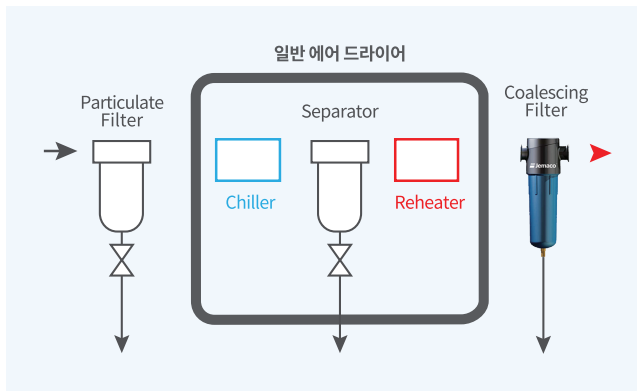 일반 에어 드라이어
Particulate
Filter
Separator
Coalescing
Filter
Jemaco
Chiller
Reheater